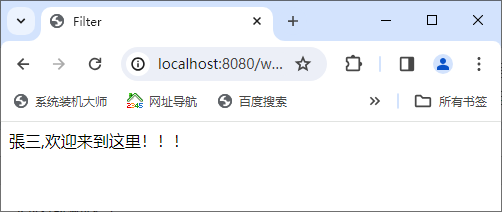 Filter
localhost:8080/w...
系统装机大师
网址导航
百度搜索
所有书签
張三,欢迎来到这里！！！